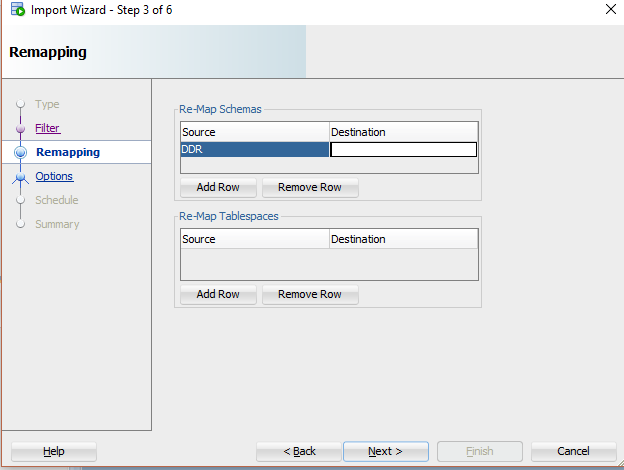 Import Wizard - Step 3 of 6
Remapping
Type
Filter
Remapping
Options
Schedule
Summary
Re-Map Schemas
Source Destination
DDR
Add Row Remove Row
Re-Map Tablespaces
Source Destination
Add Row Remove Row
Help < Back Next > Finish Cancel